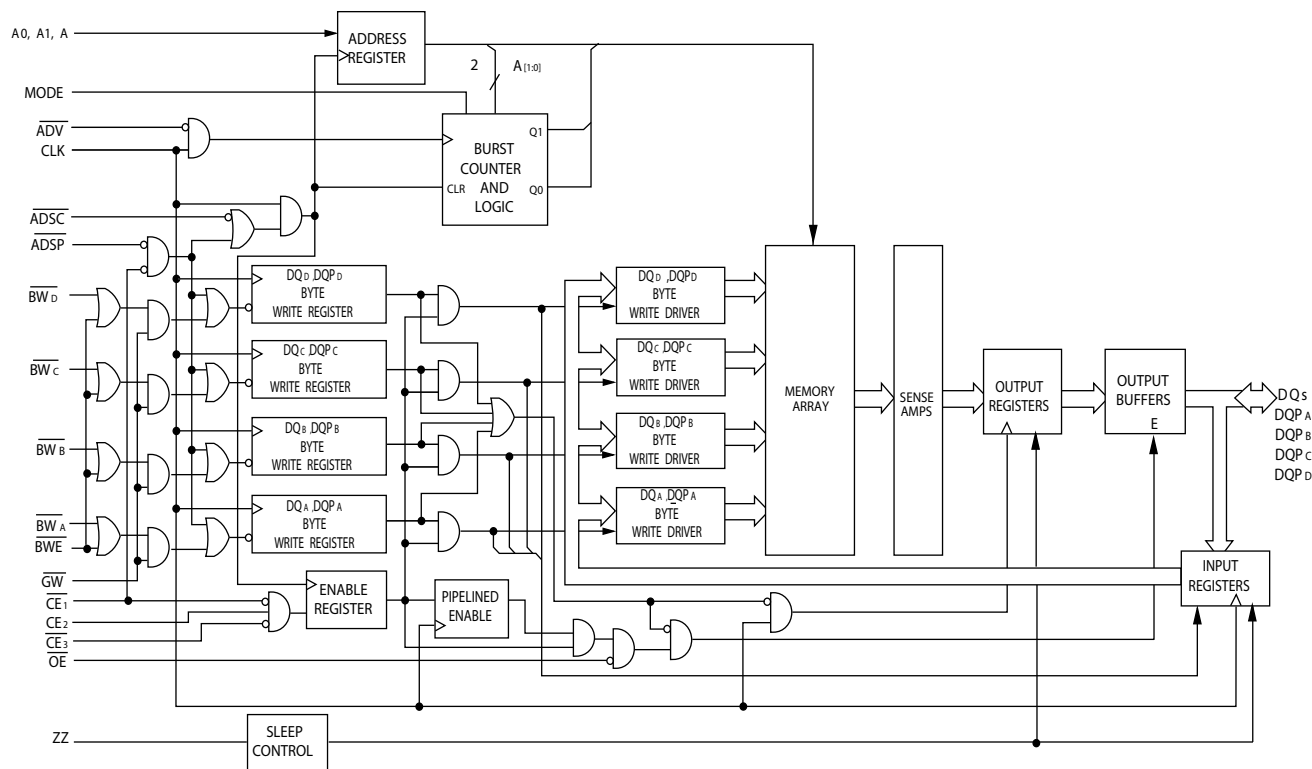 A0, A1, A
ADDRESS
REGISTER
2
A[1:0]
MODE
ADV
CLK
BURST
COUNTER
AND
LOGIC
CLR
Q1
Q0
ADSC
ADSP
BWD
DQD,DQPD
BYTE
WRITE REGISTER
DQD,DQPD
BYTE
WRITE DRIVER
BWC
DQC,DQPC
BYTE
WRITE REGISTER
DQC,DQPC
BYTE
WRITE DRIVER
BWB
DQB,DQPB
BYTE
WRITE REGISTER
DQB,DQPB
BYTE
WRITE DRIVER
BWA
BWE
DQA,DQPA
BYTE
WRITE REGISTER
DQA,DQPA
BYTE
WRITE DRIVER
MEMORY
ARRAY
SENSE
AMPS
OUTPUT
REGISTERS
OUTPUT
BUFFERS
E
DQs
DQPA
DQPB
DQPC
DQPD
INPUT
REGISTERS
GW
CE1
CE2
CE3
OE
ENABLE
REGISTER
PIPELINED
ENABLE
ZZ
SLEEP
CONTROL